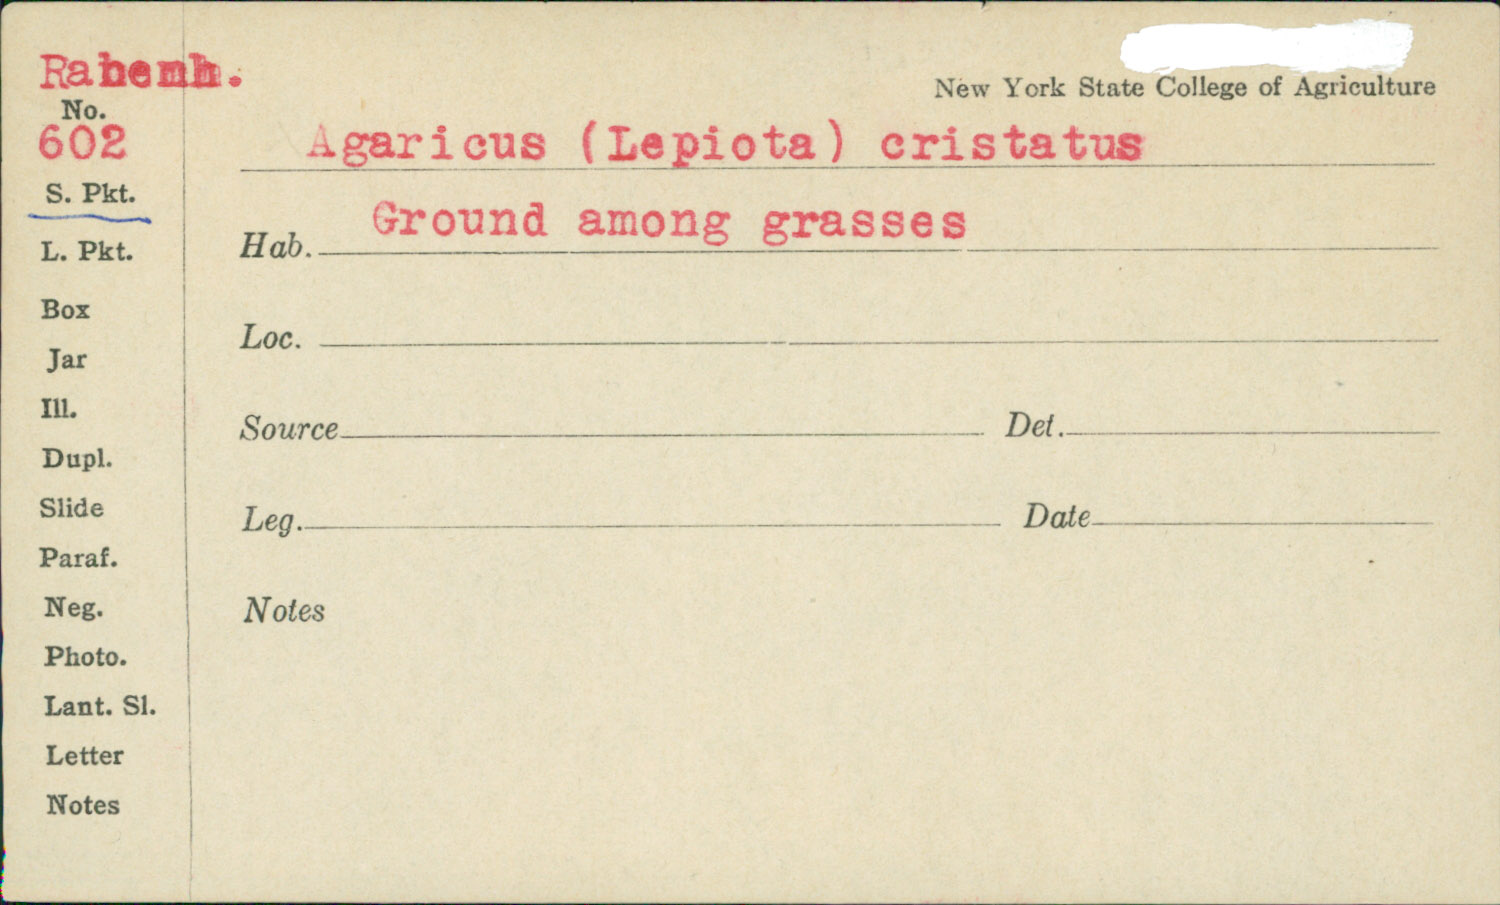 Rabenh.
New York State College of Agriculture
No.
602
Agaricus (Lepiota) cristatus
S. Pkt.
Hab. Ground among grasses
L. Pkt.
Box
Loc.
Jar
Ill.
Source Det.
Dupl.
Slide
Leg. Date
Paraf.
Neg.
Notes
Photo.
Lant. Sl.
Letter
Notes